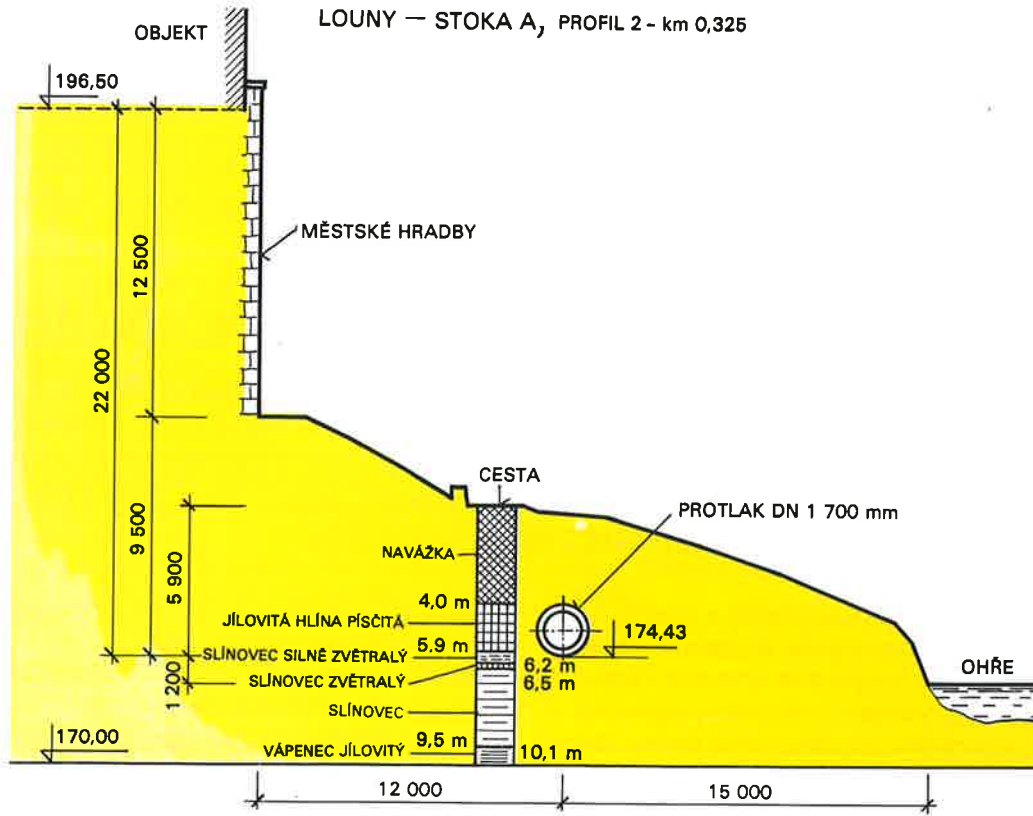 LOUNY — STOKA A, PROFIL 2 - km 0,325
OBJEKT
196,50
MĚSTSKÉ HRADBY
12 500
22 000
9 500
5 900
1 200
CESTA
PROTLAK DN 1 700 mm
NAVÁŽKA
4,0 m
JÍLOVITÁ HLÍNA PÍSČITÁ
5,9 m
174,43
SLÍNOVEC SILNĚ ZVĚTRALÝ
6,2 m
SLÍNOVEC ZVĚTRALÝ
6,5 m
OHŘE
SLÍNOVEC
170,00
9,5 m
VÁPENEC JÍLOVITÝ
10,1 m
12 000
15 000